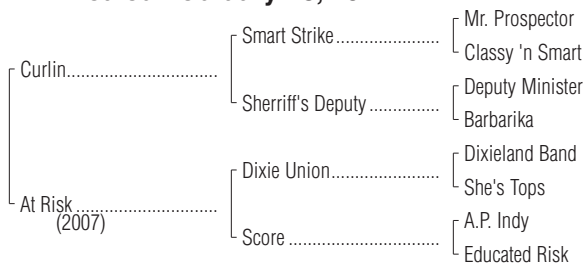 Mr. Prospector
Smart Strike
Classy 'n Smart
Curlin
Deputy Minister
Sherriff's Deputy
Barbarika
Dixieland Band
Dixie Union
She's Tops
At Risk
(2007)
A.P. Indy
Score
Educated Risk